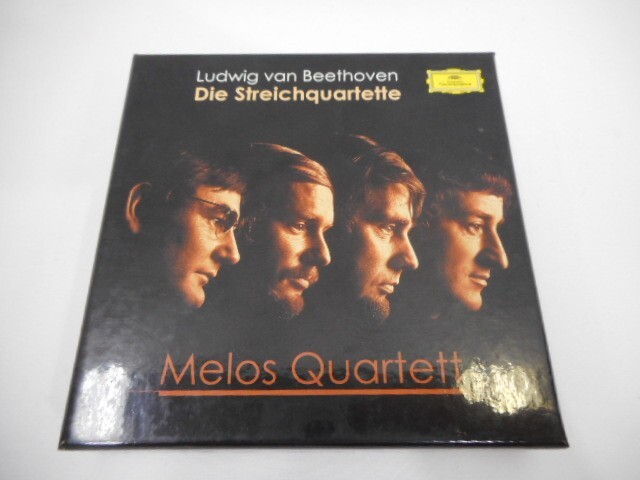 Ludwig van Beethoven
Die Streichquartette
Melos Quartett